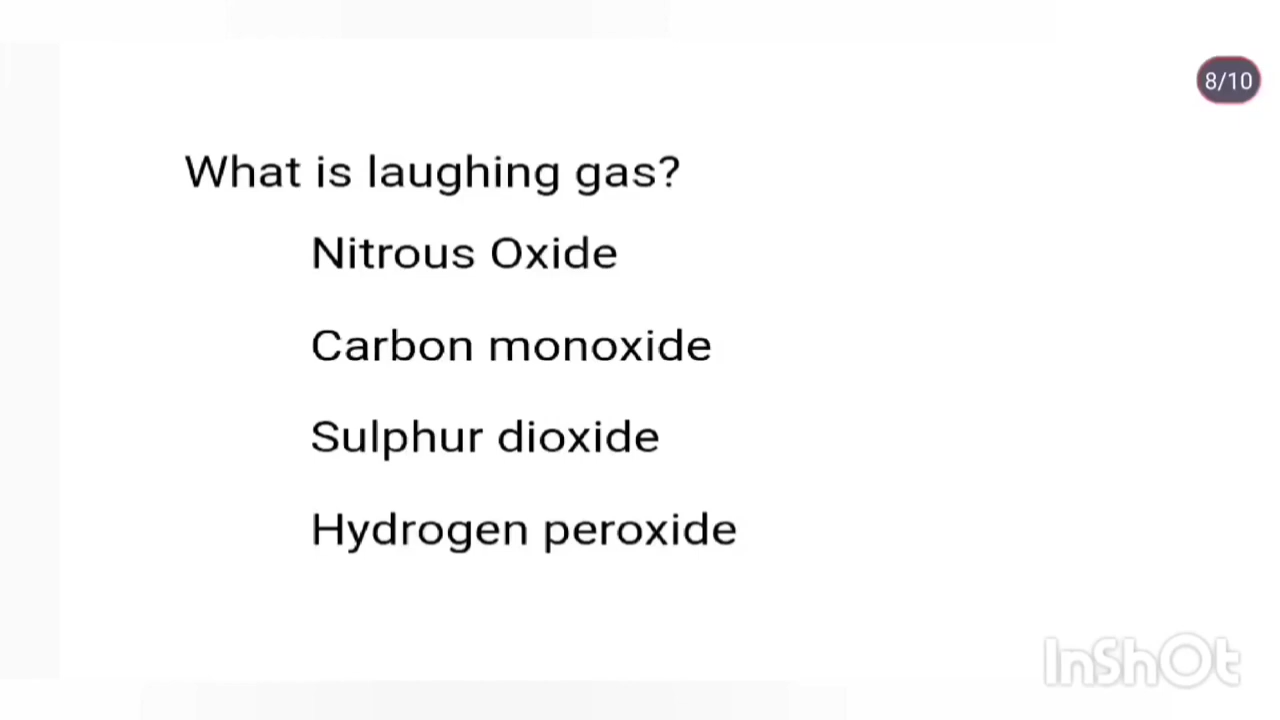 8/10
What is laughing gas?
Nitrous Oxide
Carbon monoxide
Sulphur dioxide
Hydrogen peroxide
InShOt